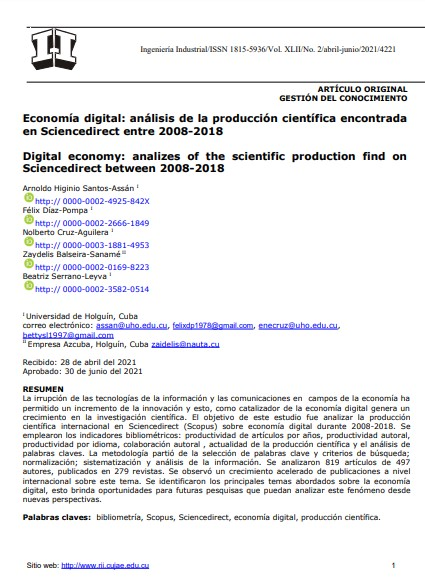 Ingeniería Industrial/ISSN 1815-5936/Vol. XLII/No. 2/abril-junio/2021/4221
ARTÍCULO ORIGINAL
GESTIÓN DEL CONOCIMIENTO
Economía digital: análisis de la producción científica encontrada
en Sciencedirect entre 2008-2018
Digital economy: analizes of the scientific production find on
Sciencedirect between 2008-2018
Arnoldo Higinio Santos-Assán I
iD http:// 0000-0002-4925-842X
Félix Díaz-Pompa I
iD http:// 0000-0002-2666-1849
Nolberto Cruz-Aguilera I
iD http:// 0000-0003-1881-4953
Zaydelis Balseira-Sanamé II
iD http:// 0000-0002-0169-8223
Beatriz Serrano-Leyva I
iD http:// 0000-0002-3582-0514
I Universidad de Holguín, Cuba
correo electrónico: assan@uho.edu.cu, felixdp1978@gmail.com, enecruz@uho.edu.cu,
bettysl1997@gmail.com
II Empresa Azcuba, Holguín, Cuba zaidelis@nauta.cu
Recibido: 28 de abril del 2021
Aprobado: 30 de junio del 2021
RESUMEN
La irrupción de las tecnologías de la información y las comunicaciones en campos de la economía ha
permitido un incremento de la innovación y esto, como catalizador de la economía digital genera un
crecimiento en la investigación científica. El objetivo de este estudio fue analizar la producción
científica internacional en Sciencedirect (Scopus) sobre economía digital durante 2008-2018. Se
emplearon los indicadores bibliométricos: productividad de artículos por años, productividad autoral,
productividad por idioma, colaboración autoral , actualidad de la producción científica y el análisis de
palabras claves. La metodología partió de la selección de palabras clave y criterios de búsqueda;
normalización; sistematización y análisis de la información. Se analizaron 819 artículos de 497
autores, publicados en 279 revistas. Se observó un crecimiento acelerado de publicaciones a nivel
internacional sobre este tema. Se identificaron los principales temas abordados sobre la economía
digital, esto brinda oportunidades para futuras pesquisas que puedan analizar este fenómeno desde
nuevas perspectivas.
Palabras claves: bibliometría, Scopus, Sciencedirect, economía digital, producción científica.
Sitio web: http://www.rii.cujae.edu.cu 1